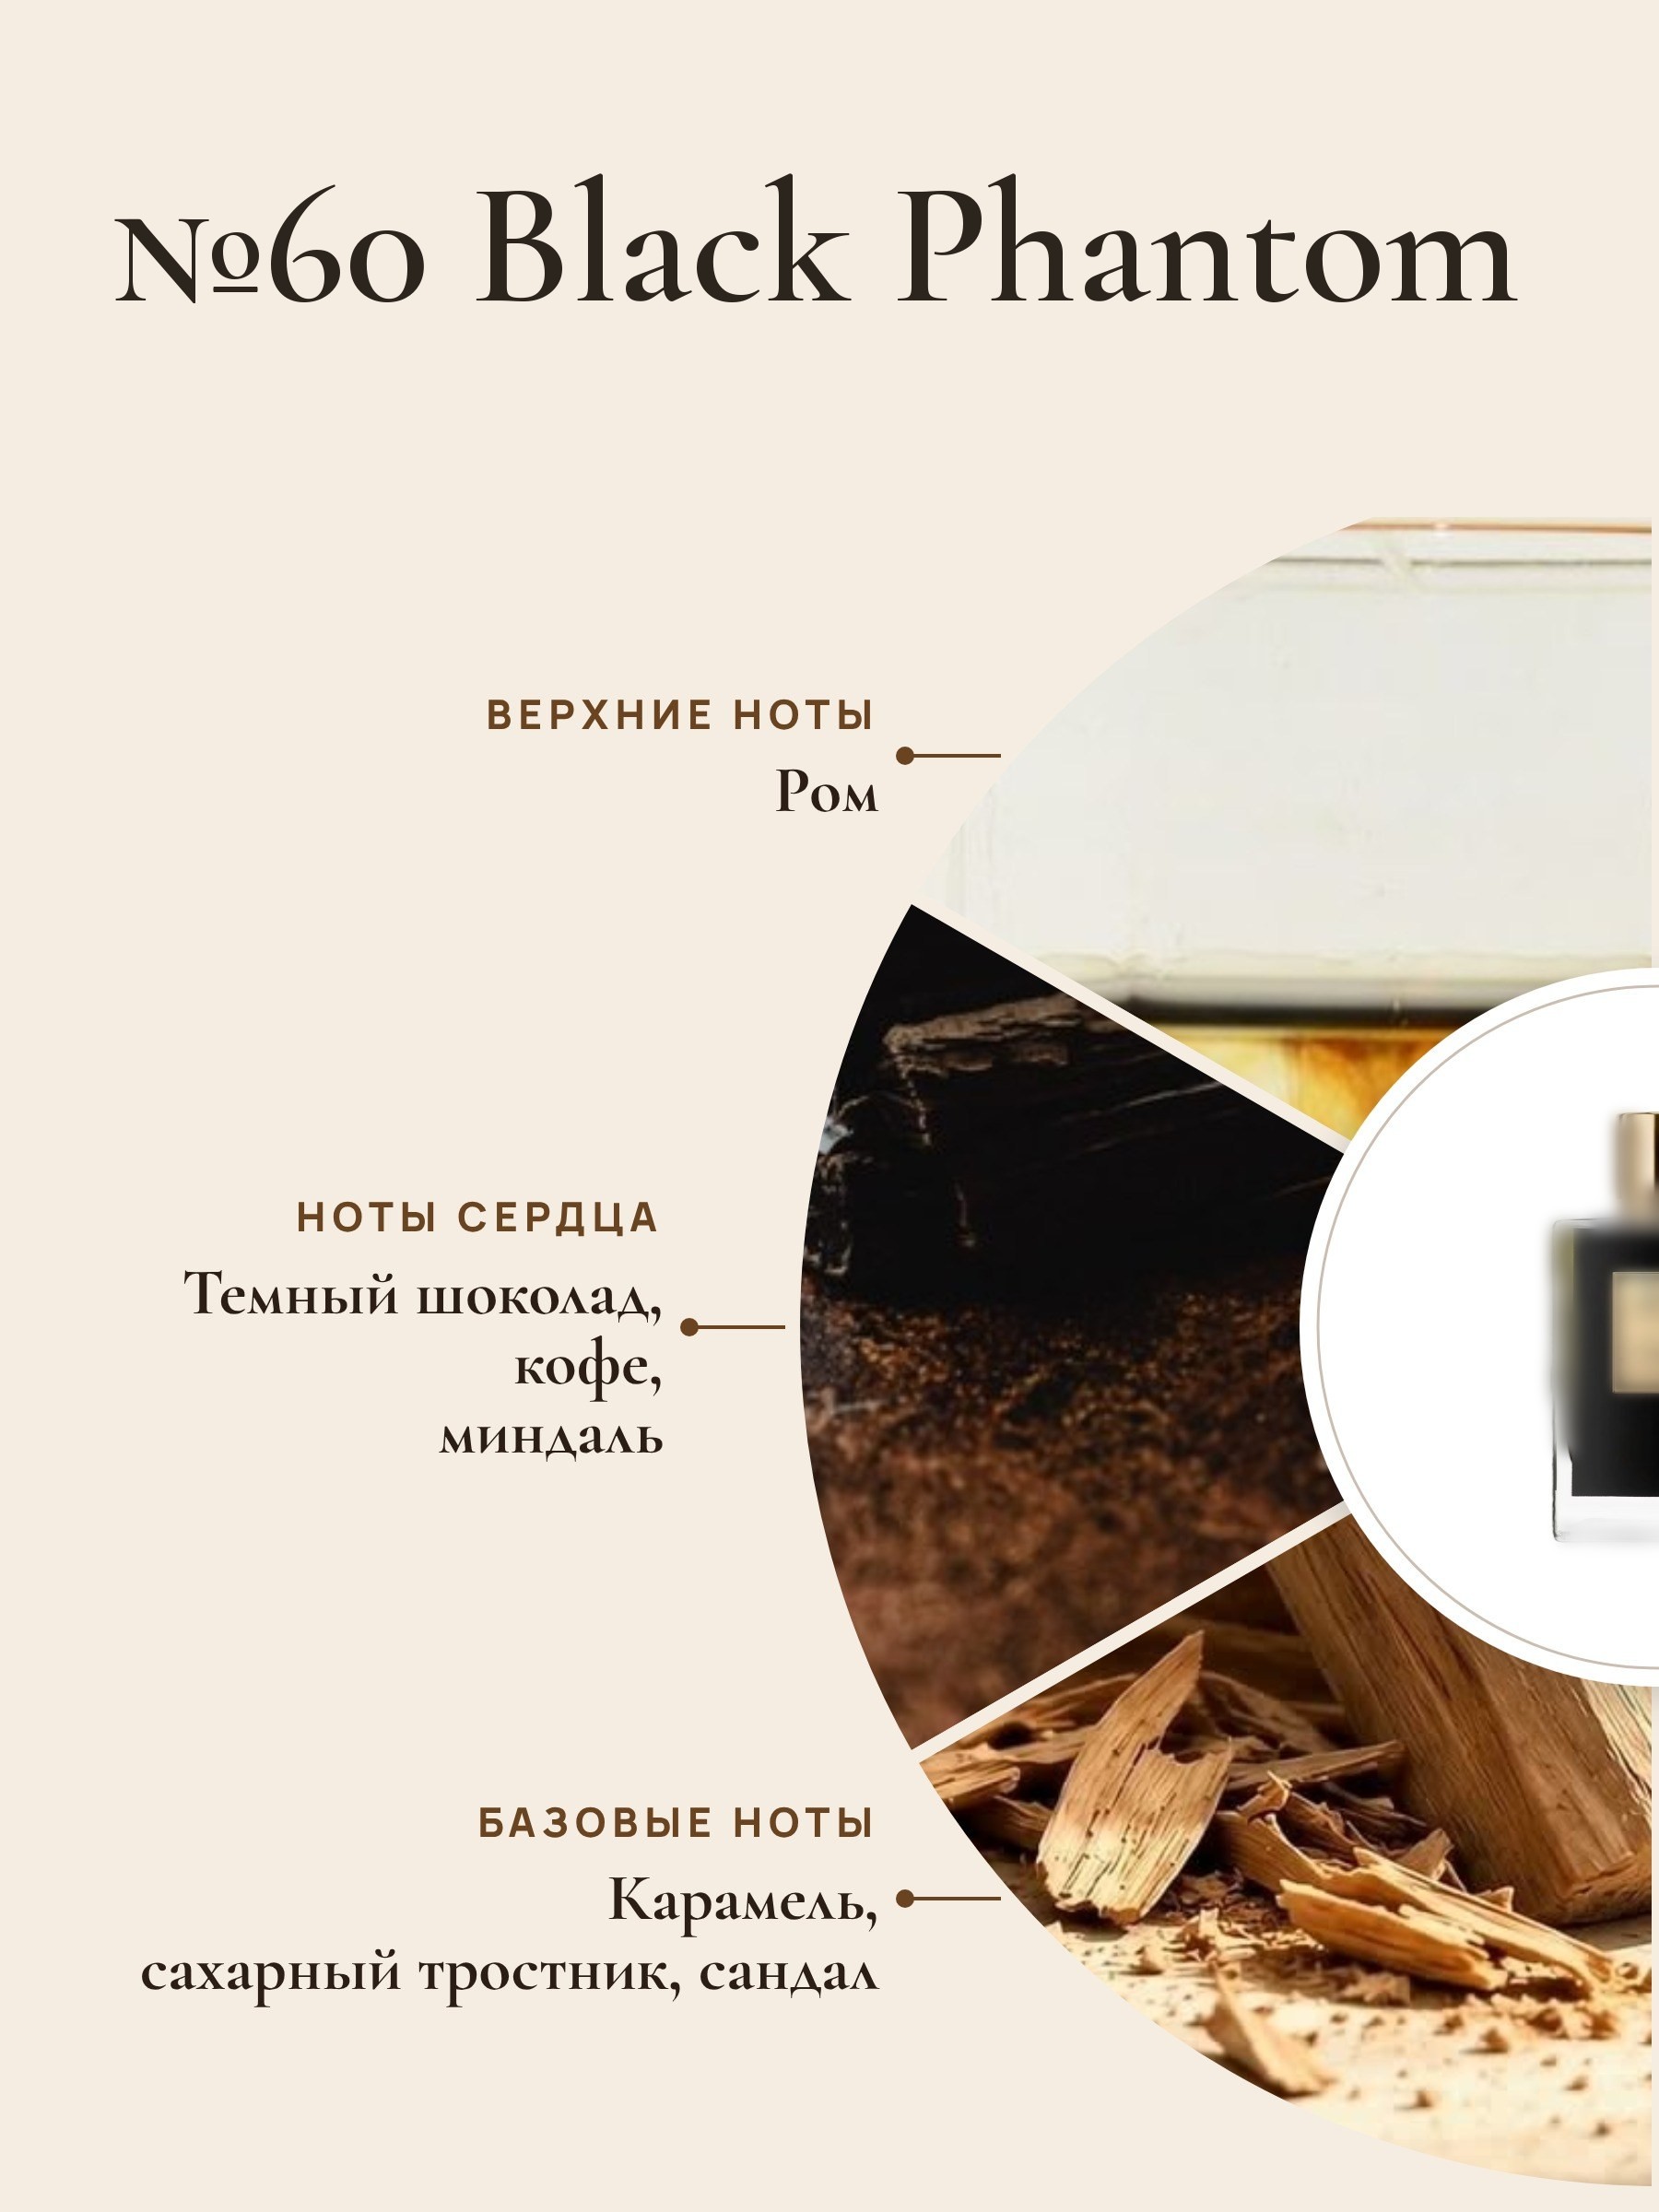 №60 Black Phantom
ВЕРХНИЕ НОТЫ
Ром
НОТЫ СЕРДЦА
Темный шоколад,
кофе,
миндаль
БАЗОВЫЕ НОТЫ
Карамель,
сахарный тростник, сандал